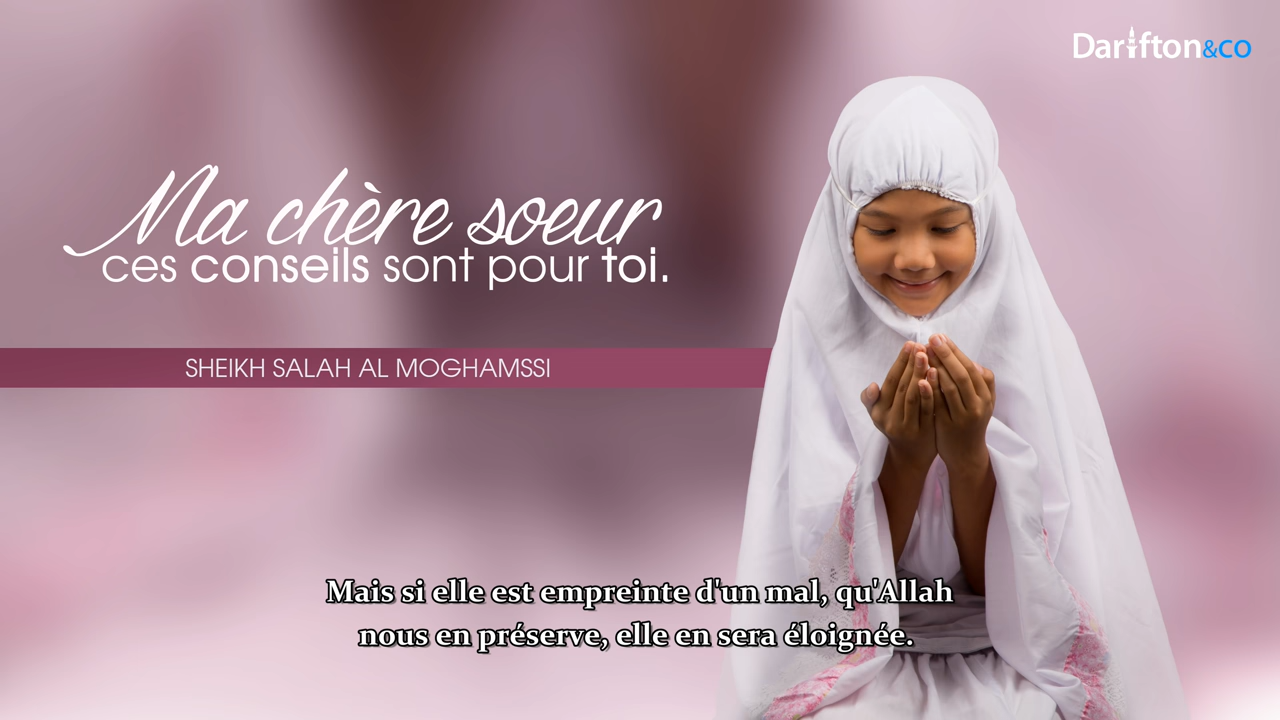 Darifton&co
Ma chère soeur
ces conseils sont pour toi.
SHEIKH SALAH AL MOGHAMSSI
Mais si elle est empreinte d'un mal, qu'Allah
nous en préserve, elle en sera éloignée.